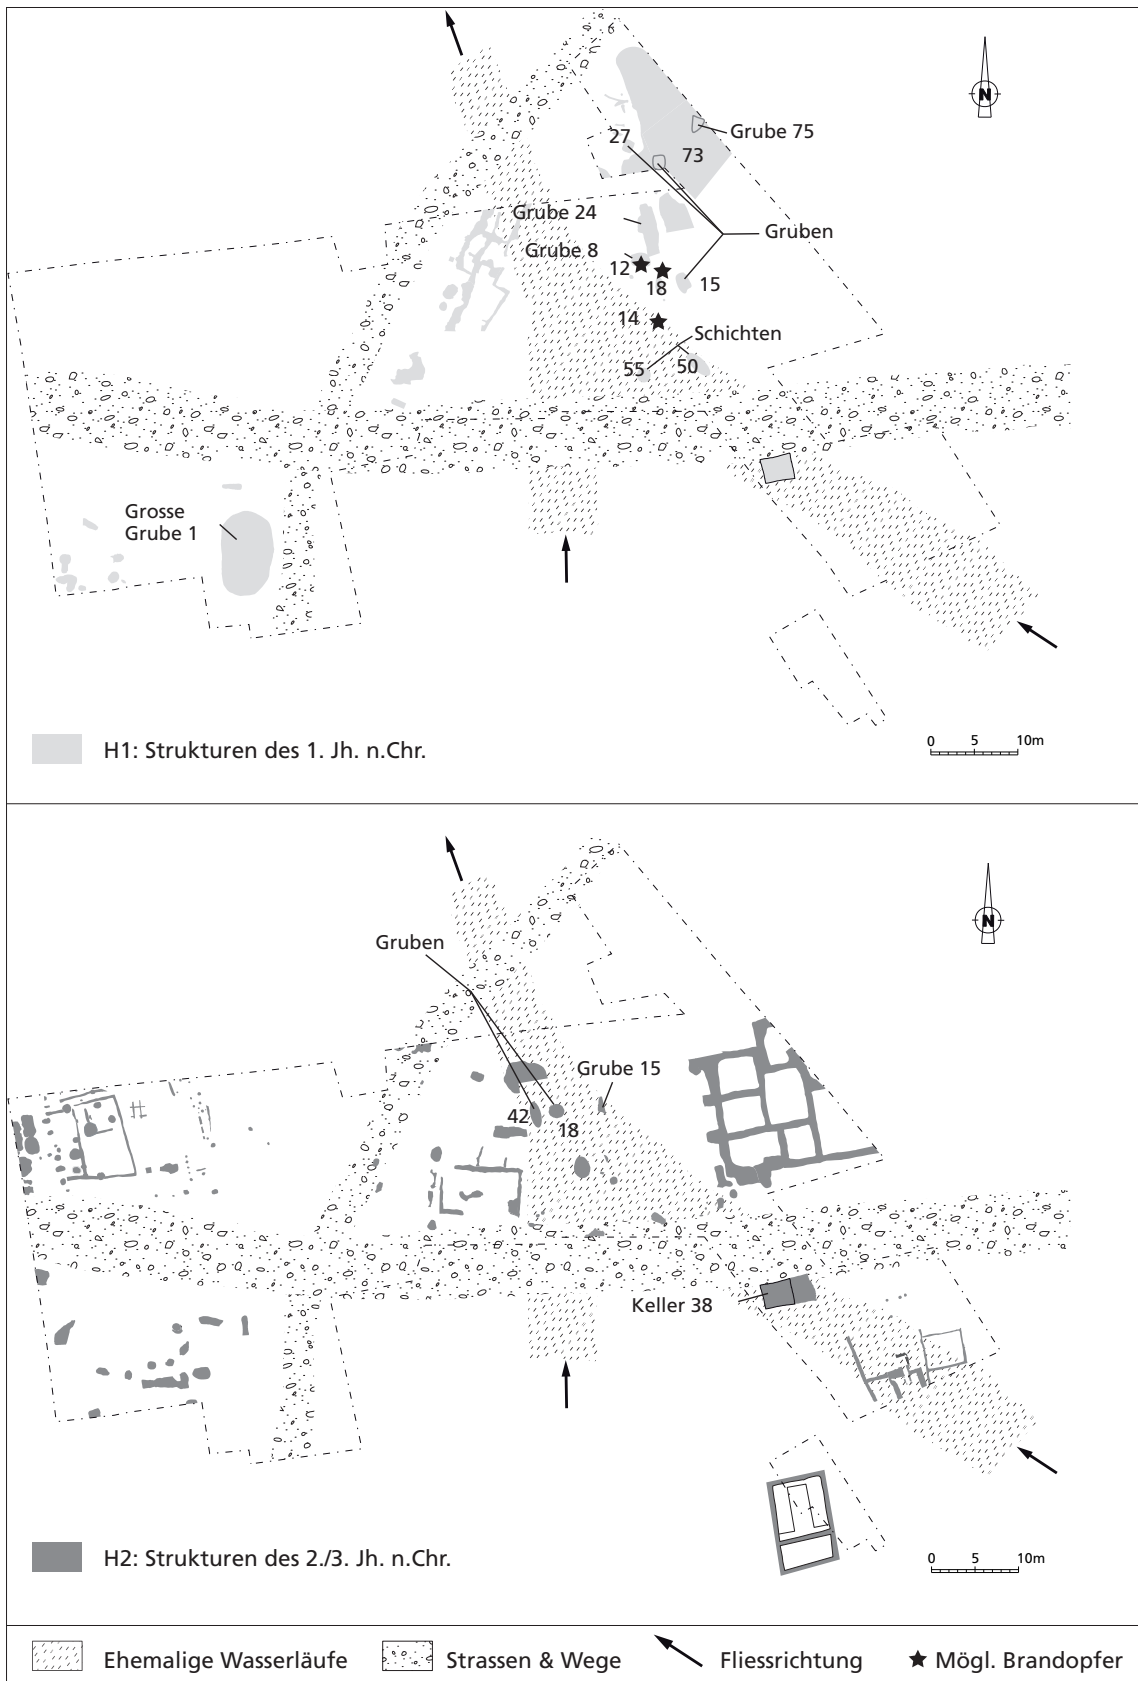 N
27
Grube 75
73
Grube 24
Gruben
Grube 8
12
18
15
14
Schichten
55
50
Grosse
Grube 1
H1: Strukturen des 1. Jh. n.Chr.
0 5 10m
N
Gruben
Grube 15
42
18
Keller 38
H2: Strukturen des 2./3. Jh. n.Chr.
0 5 10m
Ehemalige Wasserläufe
Strassen & Wege
Fliessrichtung
Mögl. Brandopfer